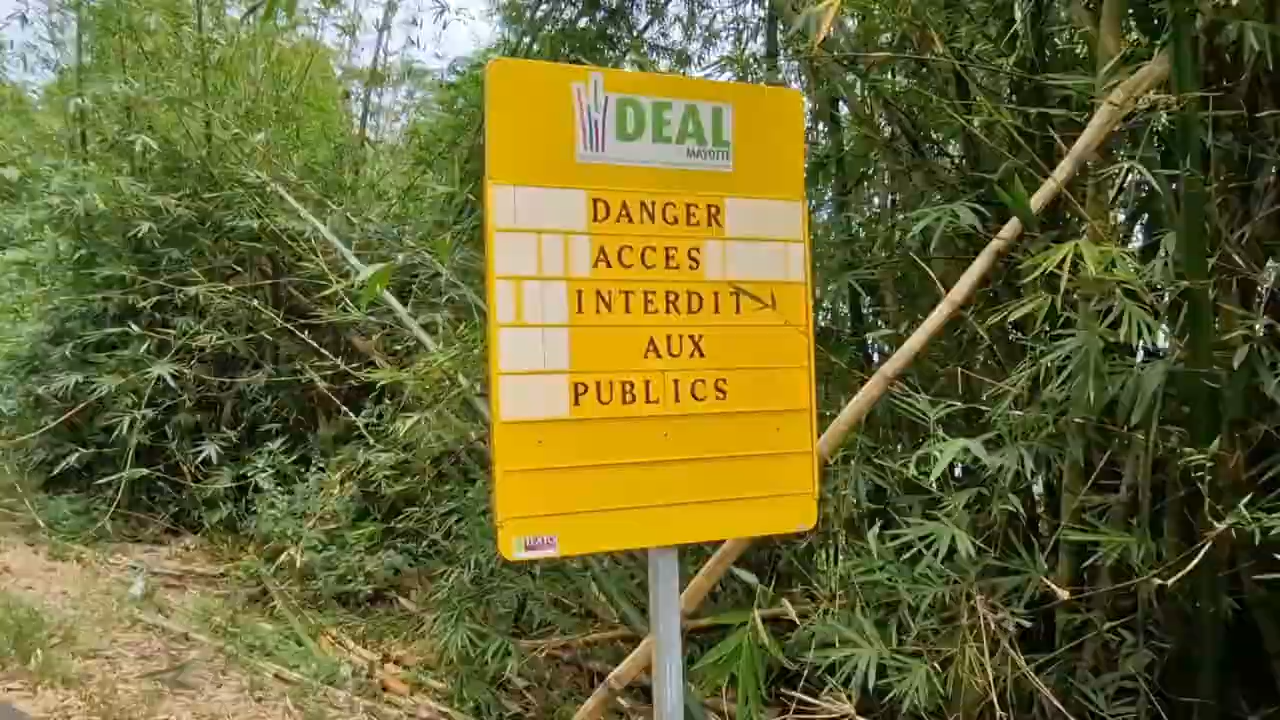 DEAL
MAYOTTE
DANGER
ACCES
INTERDIT
AUX
PUBLICS